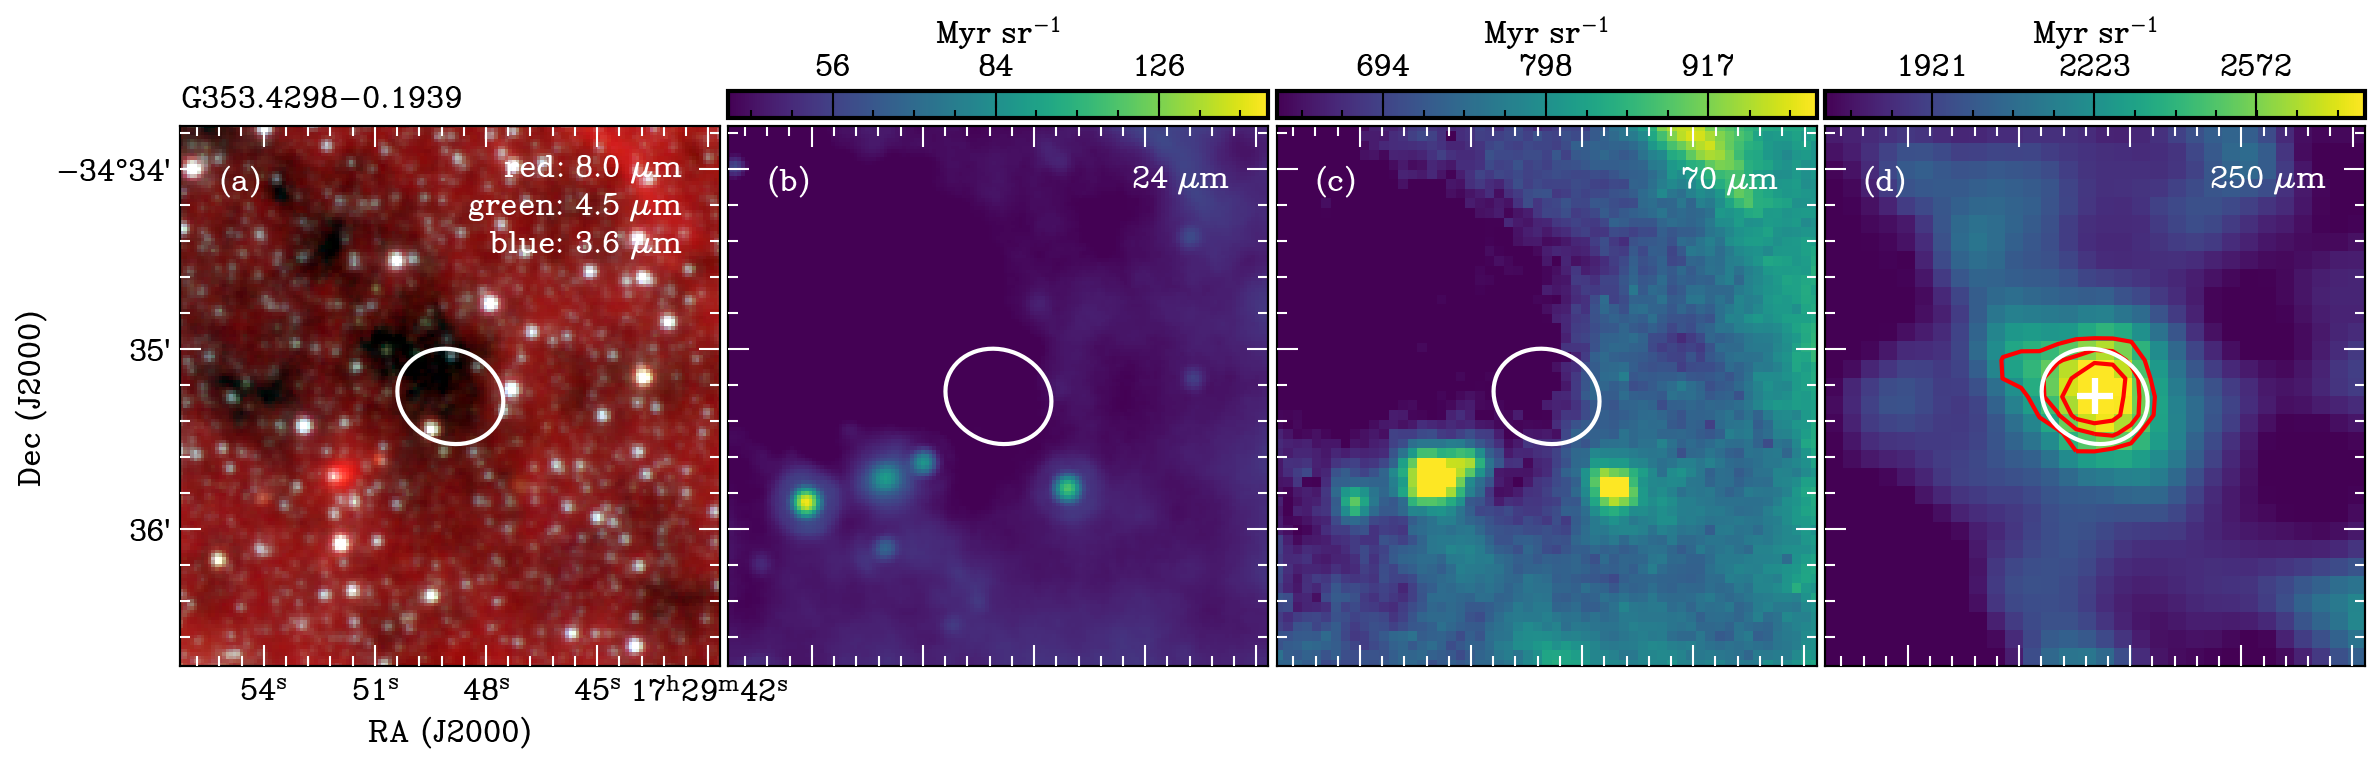 G353.4298−0.1939
Myr sr⁻¹
56 84 126
Myr sr⁻¹
694 798 917
Myr sr⁻¹
1921 2223 2572
(a)
red: 8.0 μm
green: 4.5 μm
blue: 3.6 μm
(b)
24 μm
(c)
70 μm
(d)
250 μm
−34°34'
35'
36'
Dec (J2000)
54ˢ 51ˢ 48ˢ 45ˢ 17ʰ29ᵐ42ˢ
RA (J2000)